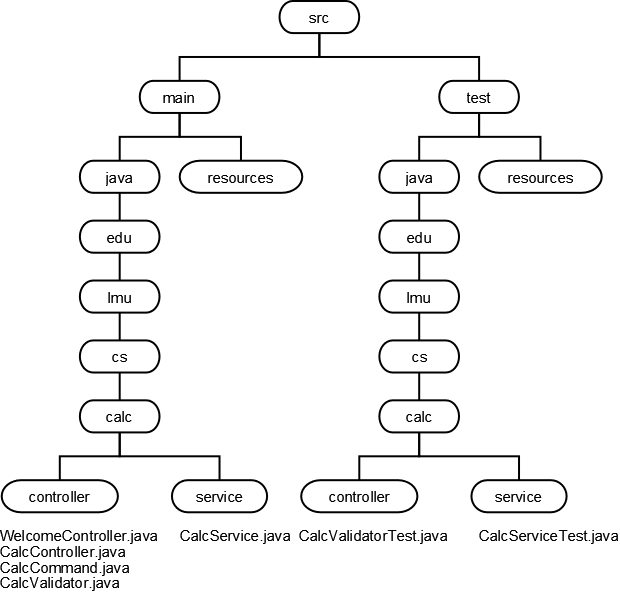 src
main
test
java
resources
java
resources
edu
edu
lmu
lmu
cs
cs
calc
calc
controller
service
controller
service
WelcomeController.java
CalcController.java
CalcCommand.java
CalcValidator.java
CalcService.java
CalcValidatorTest.java
CalcServiceTest.java